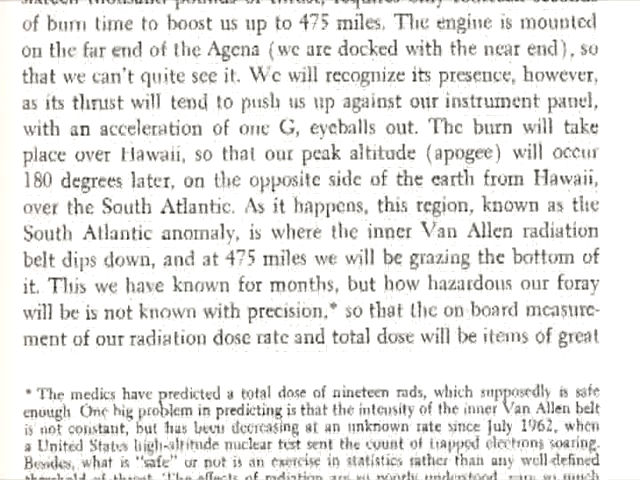 sixteen thousand pounds of thrust, requires only fourteen seconds
of burn time to boost us up to 475 miles. The engine is mounted
on the far end of the Agena (we are docked with the near end), so
that we can't quite see it. We will recognize its presence, however,
as its thrust will tend to push us up against our instrument panel,
with an acceleration of one G, eyeballs out. The burn will take
place over Hawaii, so that our peak altitude (apogee) will occur
180 degrees later, on the opposite side of the earth from Hawaii,
over the South Atlantic. As it happens, this region, known as the
South Atlantic anomaly, is where the inner Van Allen radiation
belt dips down, and at 475 miles we will be grazing the bottom of
it. This we have known for months, but how hazardous our foray
will be is not known with precision,* so that the on board measure-
ment of our radiation dose rate and total dose will be items of great
* The medics have predicted a total dose of nineteen rads, which supposedly is safe
enough One big problem in predicting is that the intensity of the inner Van Allen belt
is not constant, but has been decreasing at an unknown rate since July 1962, when
a United States high-altitude nuclear test sent the count of trapped electrons soaring.
Besides, what is "safe" or not is an exercise in statistics rather than any well-defined
threshold of threat. The effects of radiation are so poorly understood